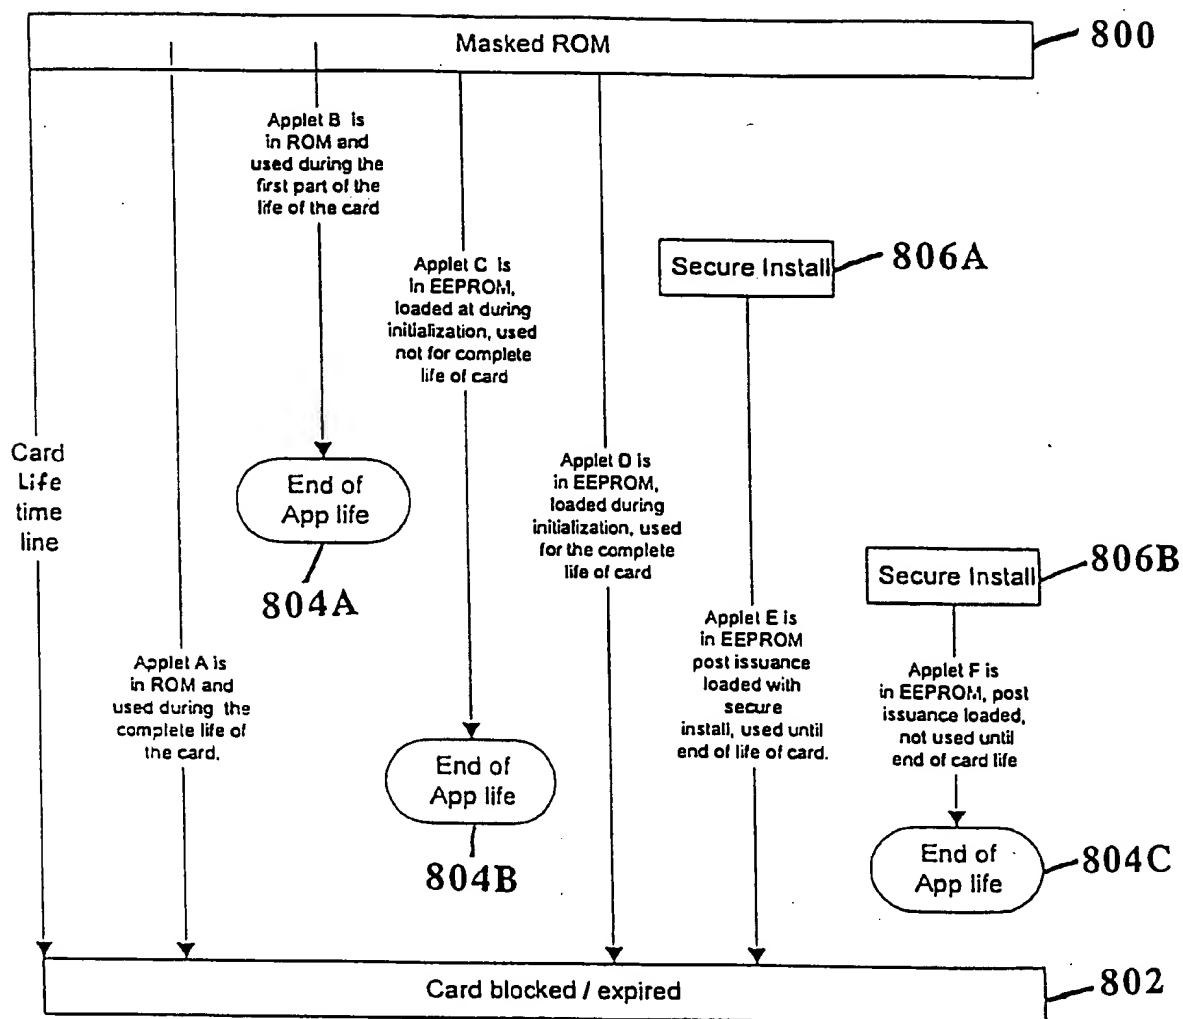 Masked ROM
800
Applet B is
in ROM and
used during the
first part of the
life of the card
Secure Install
806A
Applet C is
in EEPROM,
loaded at during
initialization, used
not for complete
life of card
Card
Life
time
line
End of
App life
804A
Applet D is
in EEPROM,
loaded during
initialization, used
for the complete
life of card
Secure Install
806B
Applet A is
in ROM and
used during the
complete life of
the card.
Applet E is
in EEPROM
post issuance
loaded with
secure
install, used until
end of life of card.
Applet F is
in EEPROM, post
issuance loaded,
not used until
end of card life
End of
App life
804B
End of
App life
804C
Card blocked / expired
802